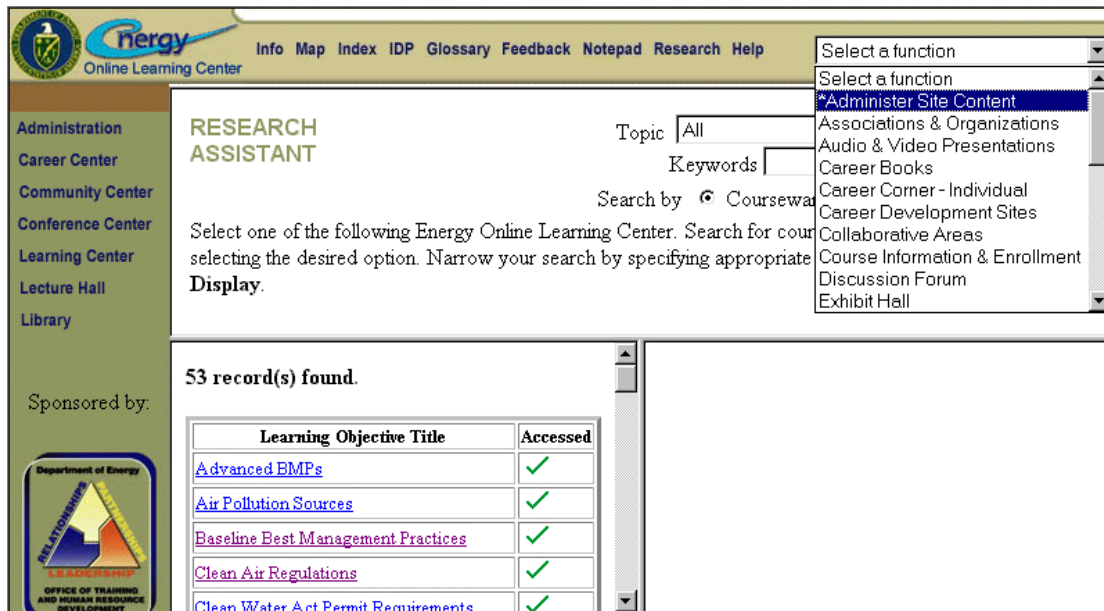 Energy
Online Learning Center
Info Map Index IDP Glossary Feedback Notepad Research Help
Select a function
Select a function
*Administer Site Content
Associations & Organizations
Audio & Video Presentations
Career Books
Career Corner - Individual
Career Development Sites
Collaborative Areas
Course Information & Enrollment
Discussion Forum
Exhibit Hall
Administration
Career Center
Community Center
Conference Center
Learning Center
Lecture Hall
Library
Sponsored by:
Department of Energy
RELATIONSHIPS
PARTNERSHIPS
LEADERSHIP
OFFICE OF TRAINING
AND HUMAN RESOURCE
DEVELOPMENT
RESEARCH
ASSISTANT
Topic All
Keywords
Search by Coursewa
Select one of the following Energy Online Learning Center. Search for cour
selecting the desired option. Narrow your search by specifying appropriate
Display.
53 record(s) found.
Learning Objective Title Accessed
Advanced BMPs
Air Pollution Sources
Baseline Best Management Practices
Clean Air Regulations
Clean Water Act Permit Requirements